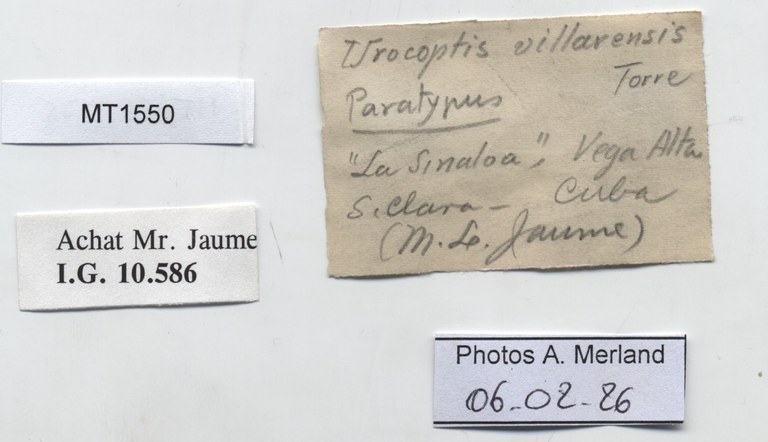 Urocoptis villarensis
Torre
Paratypus
"La Sinaloa", Vega Alta
S. Clara - Cuba
(M. L. Jaume)
MT1550
Achat Mr. Jaume
I.G. 10.586
Photos A. Merland
06-02-26